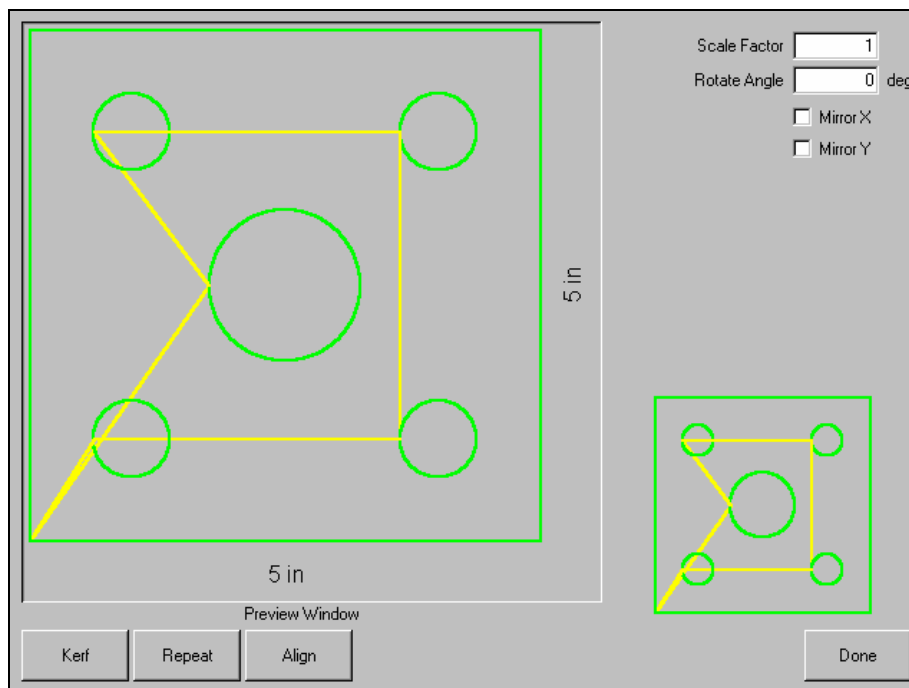 Scale Factor 1
Rotate Angle 0 deg
Mirror X
Mirror Y
5 in
5 in
Preview Window
Kerf Repeat Align Done